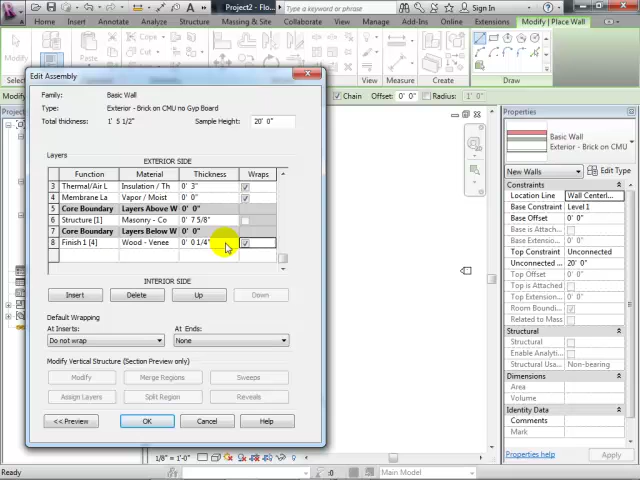 Project2 - Flo...
Sign In
Home
Insert
Annotate
Analyze
Structure
Massing & Site
Collaborate
View
Manage
Add-Ins
Extensions
Modify | Place Wall
Cope
Cut
Join
View
Measure
Create
Draw
Chain
Offset:
0' 0"
Radius:
1' 0"
Edit Assembly
Family:
Basic Wall
Type:
Exterior - Brick on CMU no Gyp Board
Total thickness:
1' 5 1/2"
Sample Height:
20' 0"
Layers
EXTERIOR SIDE
Function
Material
Thickness
Wraps
3
Thermal/Air L
Insulation / Th
0' 3"
4
Membrane La
Vapor / Moist
0' 0"
5
Core Boundary
Layers Above W
0' 0"
6
Structure [1]
Masonry - Co
0' 7 5/8"
7
Core Boundary
Layers Below W
0' 0"
8
Finish 1 [4]
Wood - Venee
0' 0 1/4"
INTERIOR SIDE
Insert
Delete
Up
Down
Default Wrapping
At Inserts:
At Ends:
Do not wrap
None
Modify Vertical Structure (Section Preview only)
Modify
Merge Regions
Sweeps
Assign Layers
Split Region
Reveals
<< Preview
OK
Cancel
Help
Properties
Basic Wall
Exterior - Brick on CMU
New Walls
Edit Type
Constraints
Location Line
Wall Centerl...
Base Constraint
Level 1
Base Offset
0' 0"
Base is Attach...
Base Extensio...
0' 0"
Top Constraint
Unconnected
Unconnected ...
20' 0"
Top Offset
0' 0"
Top is Attache...
Top Extension...
0' 0"
Room Boundi...
Related to Mass
Structural
Structural
Enable Analyti...
Structural Usa...
Non-bearing
Dimensions
Area
Volume
Identity Data
Comments
Mark
Properties help
Apply
1/8" = 1'-0"
Ready
:0
Main Model